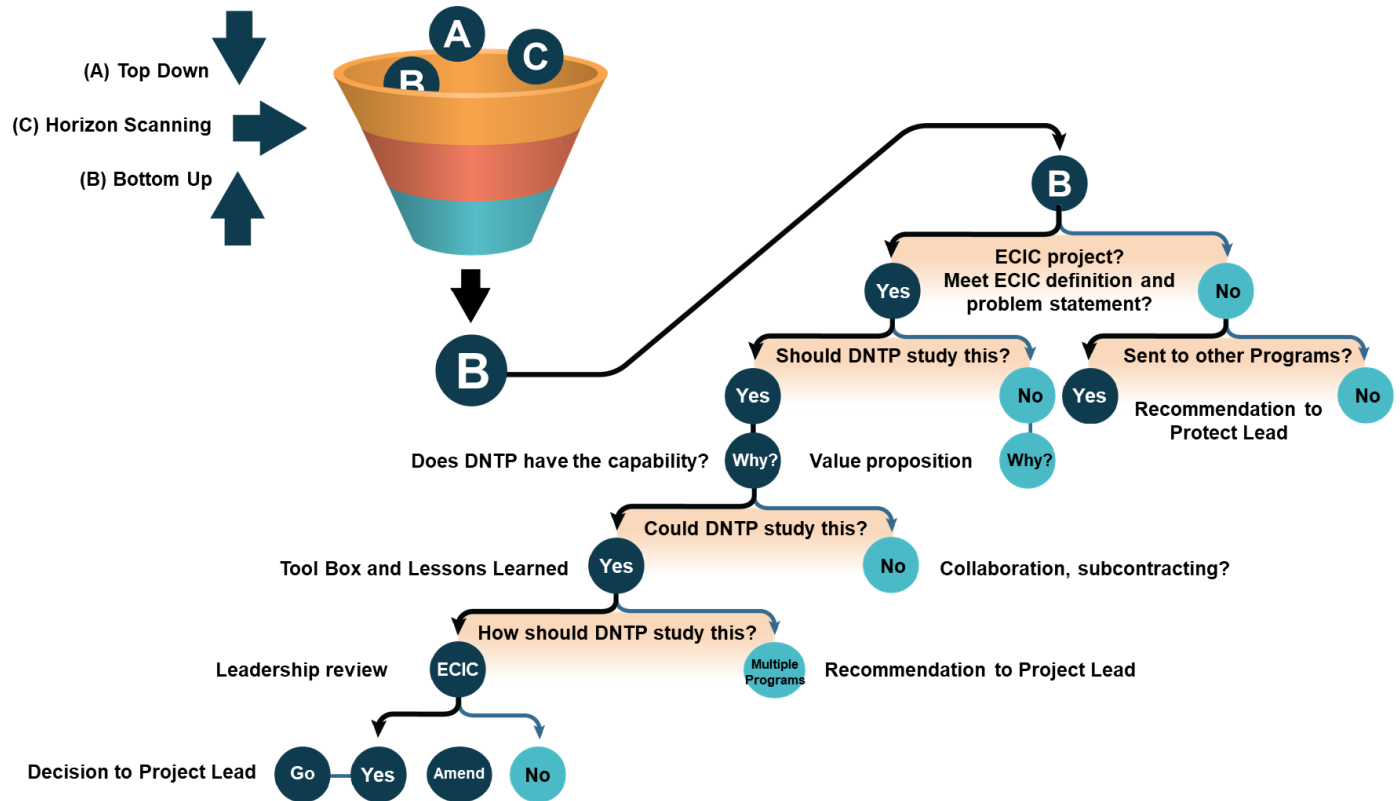 A
C
B
(A) Top Down
(C) Horizon Scanning
(B) Bottom Up
B
B
ECIC project?
Meet ECIC definition and
problem statement?
Yes
No
Should DNTP study this?
Sent to other Programs?
Yes
No
Yes
No
Recommendation to
Protect Lead
Does DNTP have the capability?
Why?
Value proposition
Why?
Could DNTP study this?
Tool Box and Lessons Learned
Yes
No
Collaboration, subcontracting?
How should DNTP study this?
Leadership review
ECIC
Multiple
Programs
Recommendation to Project Lead
Decision to Project Lead
Go
Yes
Amend
No